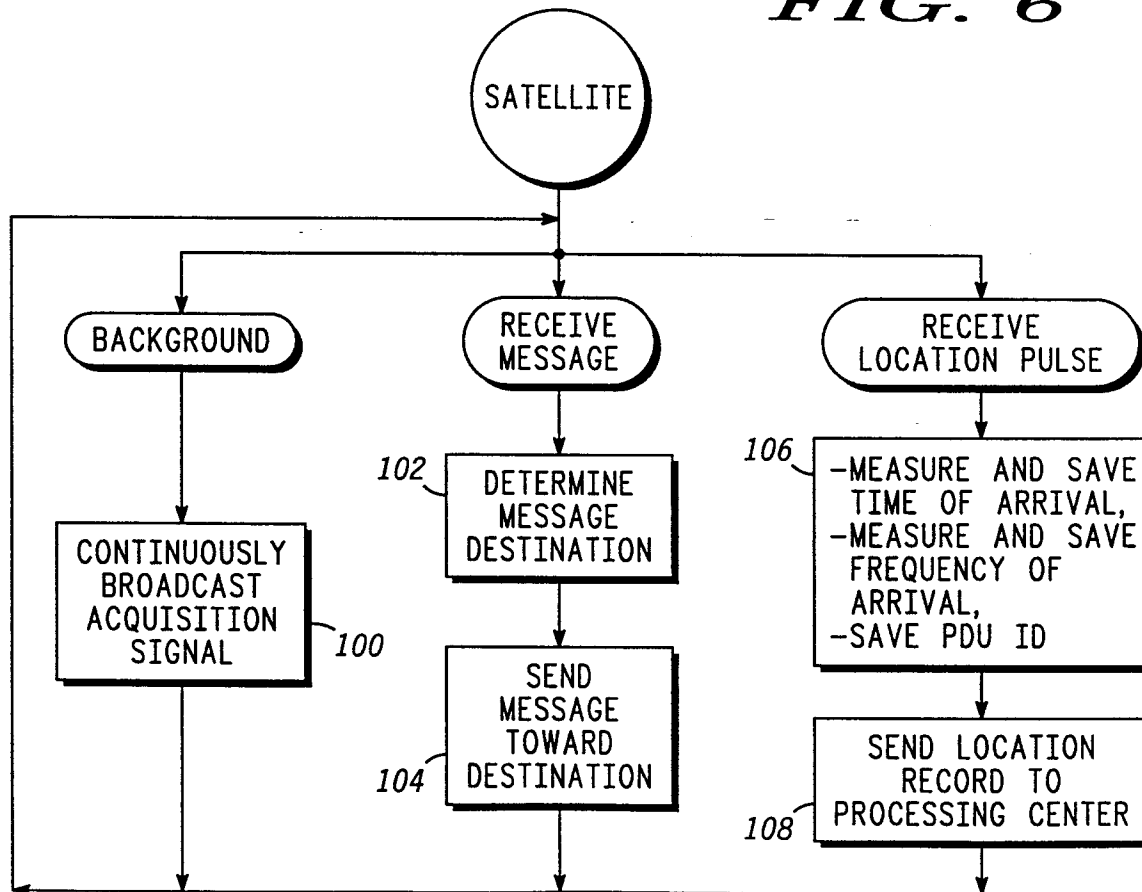 FIG. 6
SATELLITE
BACKGROUND
RECEIVE
MESSAGE
RECEIVE
LOCATION PULSE
102
DETERMINE
MESSAGE
DESTINATION
106
-MEASURE AND SAVE
TIME OF ARRIVAL,
-MEASURE AND SAVE
FREQUENCY OF
ARRIVAL,
-SAVE PDU ID
CONTINUOUSLY
BROADCAST
ACQUISITION
SIGNAL
100
SEND
MESSAGE
TOWARD
DESTINATION
104
SEND LOCATION
RECORD TO
PROCESSING CENTER
108